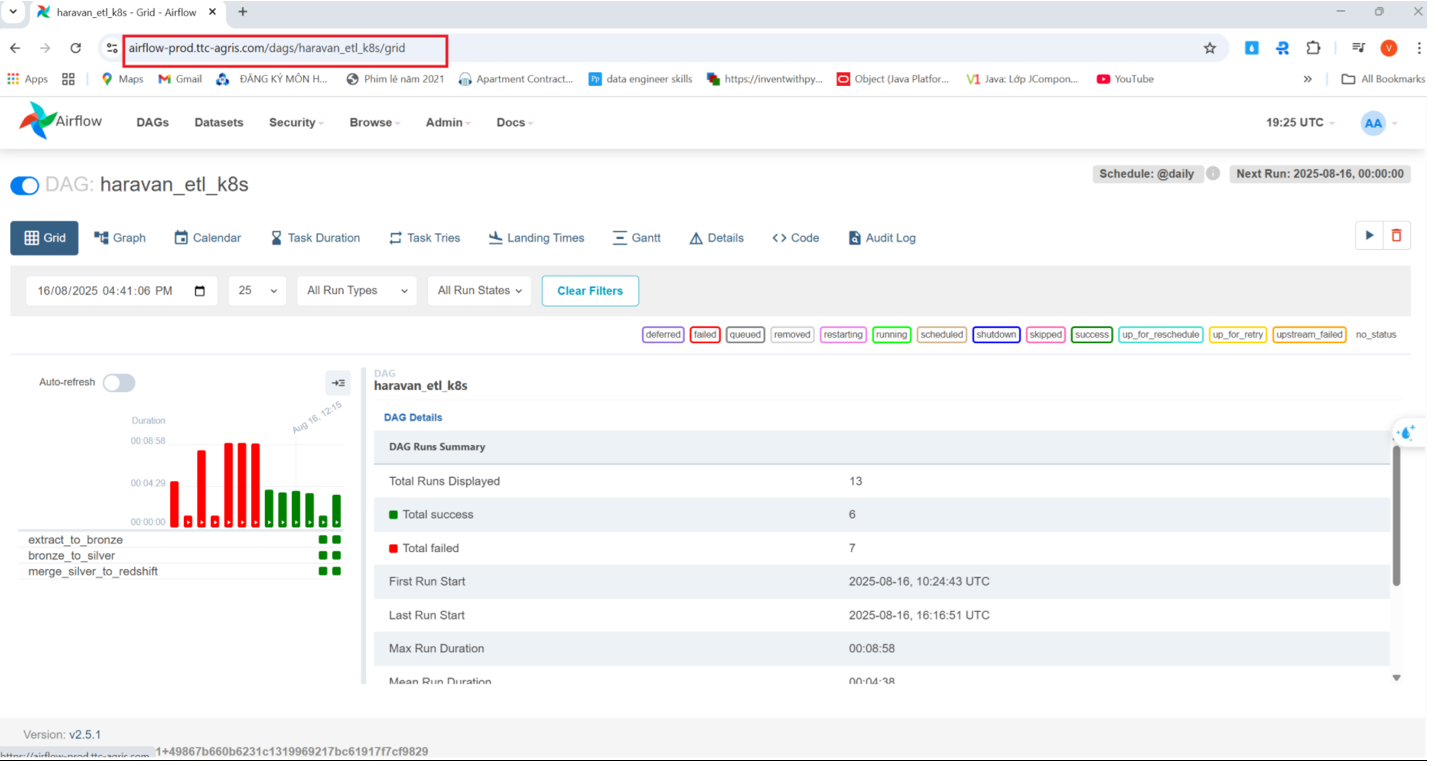 haravan_etl_k8s - Grid - Airflow
airflow-prod.ttc-agris.com/dags/haravan_etl_k8s/grid
V
Apps Maps Gmail ĐĂNG KÝ MÔN H... Phim lẻ năm 2021 Apartment Contract... Pp data engineer skills https://inventwithpy... Object (Java Platfor... V1 Java: Lớp JCompon... YouTube » All Bookmarks
Airflow DAGs Datasets Security Browse Admin Docs 19:25 UTC AA
DAG: haravan_etl_k8s Schedule: @daily Next Run: 2025-08-16, 00:00:00
Grid Graph Calendar Task Duration Task Tries Landing Times Gantt Details Code Audit Log
16/08/2025 04:41:06 PM 25 All Run Types All Run States Clear Filters
deferred failed queued removed restarting running scheduled shutdown skipped success up_for_reschedule up_for_retry upstream_failed no_status
Auto-refresh
Duration
Aug 16, 12:15
00:08:58
00:04:29
00:00:00
extract_to_bronze
bronze_to_silver
merge_silver_to_redshift
DAG
haravan_etl_k8s
DAG Details
DAG Runs Summary
Total Runs Displayed 13
Total success 6
Total failed 7
First Run Start 2025-08-16, 10:24:43 UTC
Last Run Start 2025-08-16, 16:16:51 UTC
Max Run Duration 00:08:58
Mean Run Duration 00:04:38
Version: v2.5.1
https://airflow-prod.ttc-agris.com 1+49867b660b6231c1319969217bc61917f7cf9829